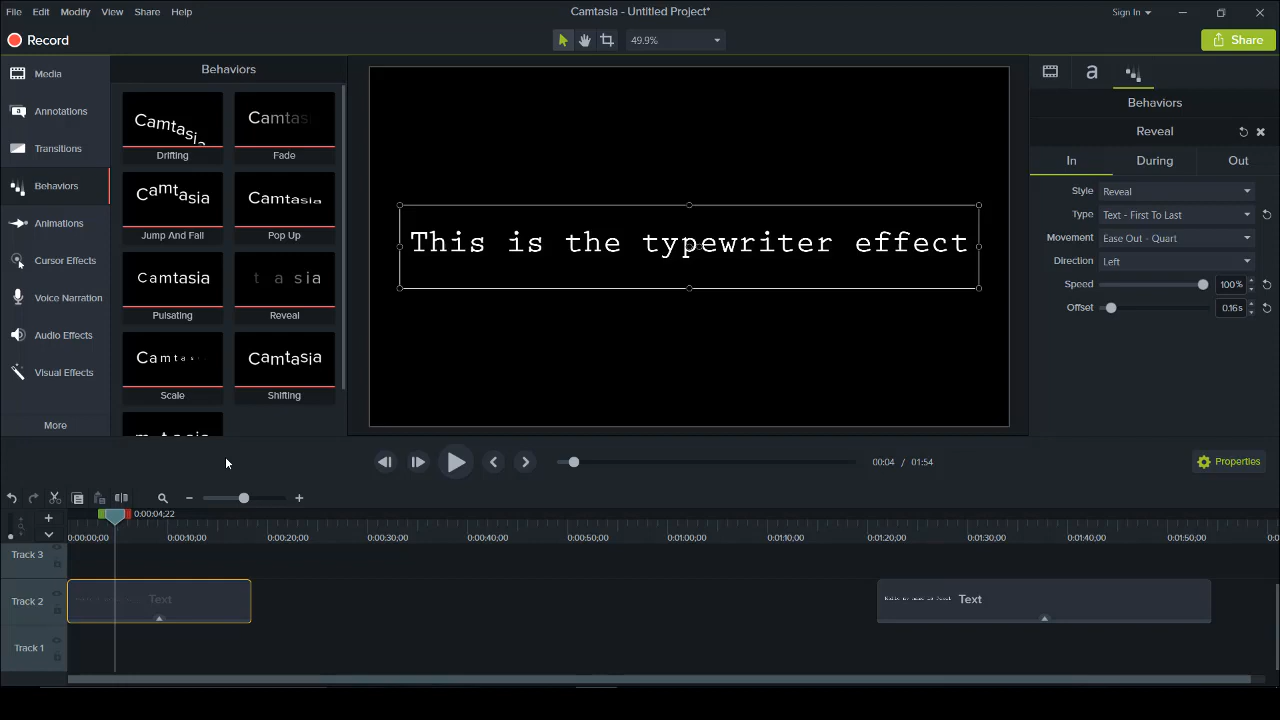 File Edit Modify View Share Help
Camtasia - Untitled Project*
Sign In
Record
49.9%
Share
Media
Annotations
Transitions
Behaviors
Animations
Cursor Effects
Voice Narration
Audio Effects
Visual Effects
More
Behaviors
Camtasia
Drifting
Camtas
Fade
Camtasia
Jump And Fall
Camtasia
Pop Up
Camtasia
Pulsating
t a sia
Reveal
Camtas
Scale
Camtasia
Shifting
This is the typewriter effect
a
Behaviors
Reveal
In During Out
Style Reveal
Type Text - First To Last
Movement Ease Out - Quart
Direction Left
Speed 100%
Offset 0.16s
00:04 / 01:54
Properties
0:00:04;22
0:00:00;00 0:00:10;00 0:00:20;00 0:00:30;00 0:00:40;00 0:00:50;00 0:01:00;00 0:01:10;00 0:01:20;00 0:01:30;00 0:01:40;00 0:01:50;00
Track 3
Track 2
Text
Text
Track 1